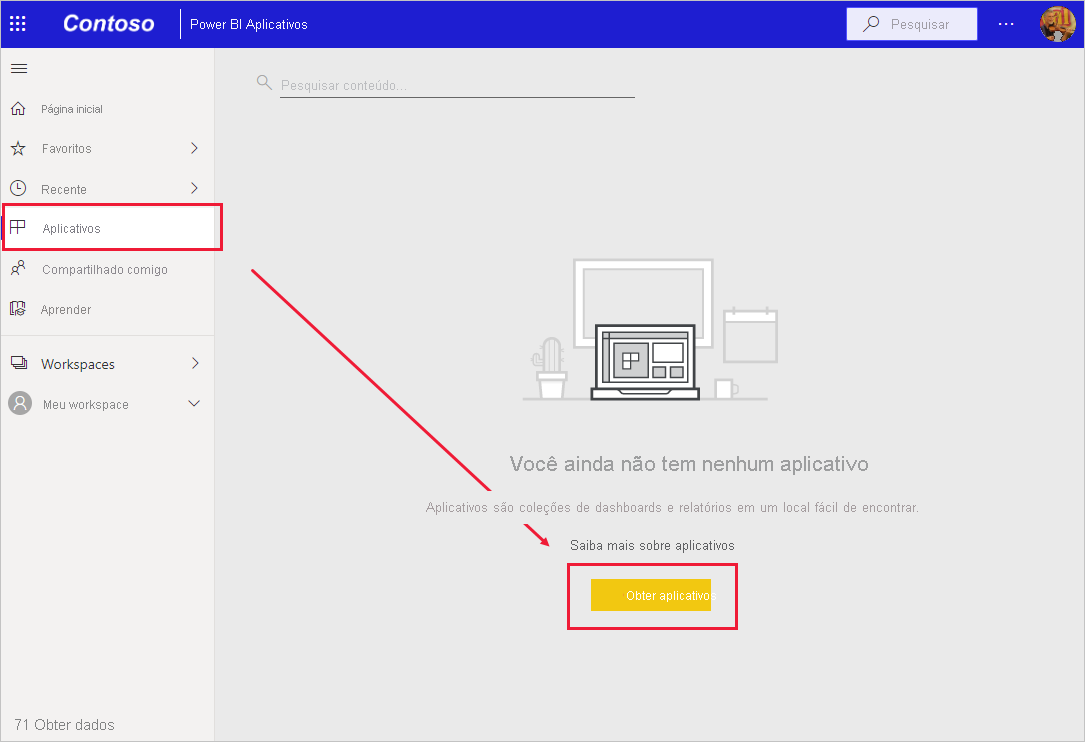 Contoso
Power BI Aplicativos
Pesquisar
Pesquisar conteúdo...
Página inicial
Favoritos
Recente
Aplicativos
Compartilhado comigo
Aprender
Workspaces
Meu workspace
Você ainda não tem nenhum aplicativo
Aplicativos são coleções de dashboards e relatórios em um local fácil de encontrar.
Saiba mais sobre aplicativos
Obter aplicativos
71 Obter dados